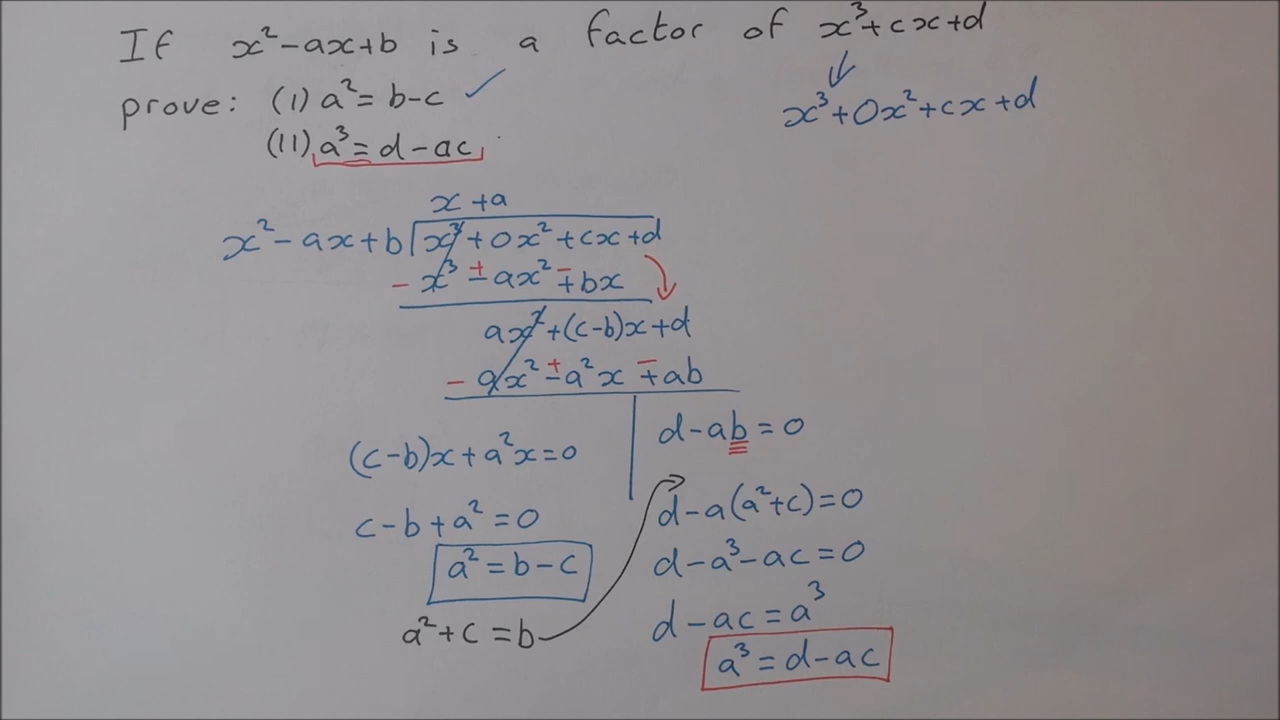 If x²-ax+b is a factor of x³+cx+d
prove: (I) a²= b-c ✓
x³+0x²+cx+d
(II) a³= d-ac
x +a
x²-ax+b x³+0x²+cx+d
- x³ ± ax² ∓ bx
ax²+(c-b)x+d
- ax² ± a²x ∓ ab
(c-b)x+a²x=0
c-b+a²=0
a²=b-c
a²+c=b
d-ab=0
d-a(a²+c)=0
d-a³-ac=0
d-ac=a³
a³=d-ac